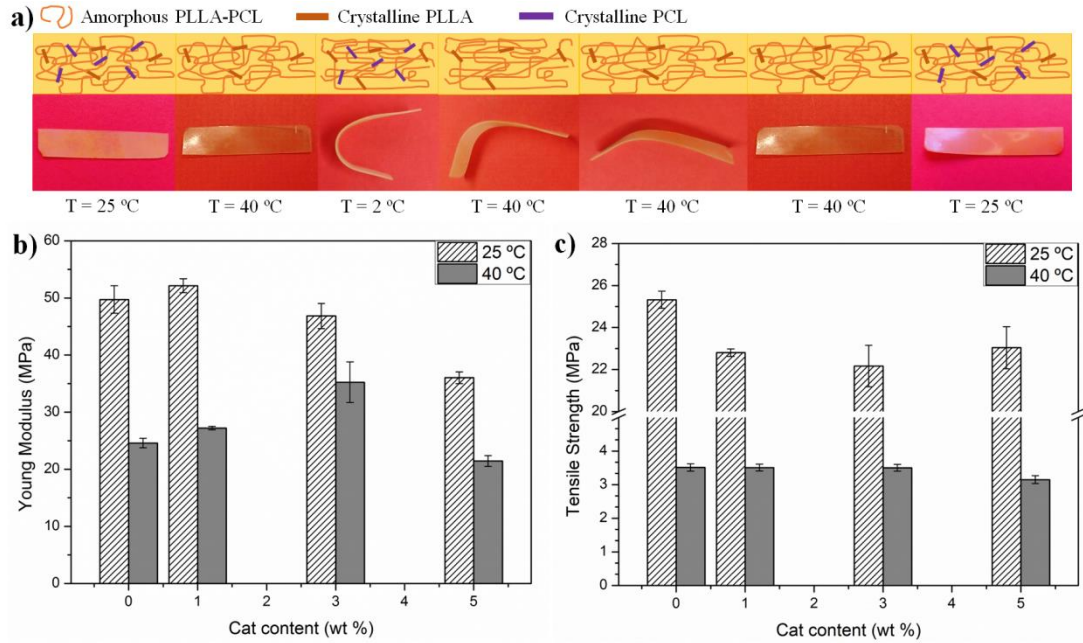 a) Amorphous PLLA-PCL Crystalline PLLA Crystalline PCL
T = 25 ºC T = 40 ºC T = 2 ºC T = 40 ºC T = 40 ºC T = 40 ºC T = 25 ºC
b)
60
50
40
30
20
10
0
Young Modulus (MPa)
25 ºC
40 ºC
0 1 2 3 4 5
Cat content (wt %)
c)
28
26
24
22
20
4
3
2
1
0
Tensile Strength (MPa)
25 ºC
40 ºC
0 1 2 3 4 5
Cat content (wt %)